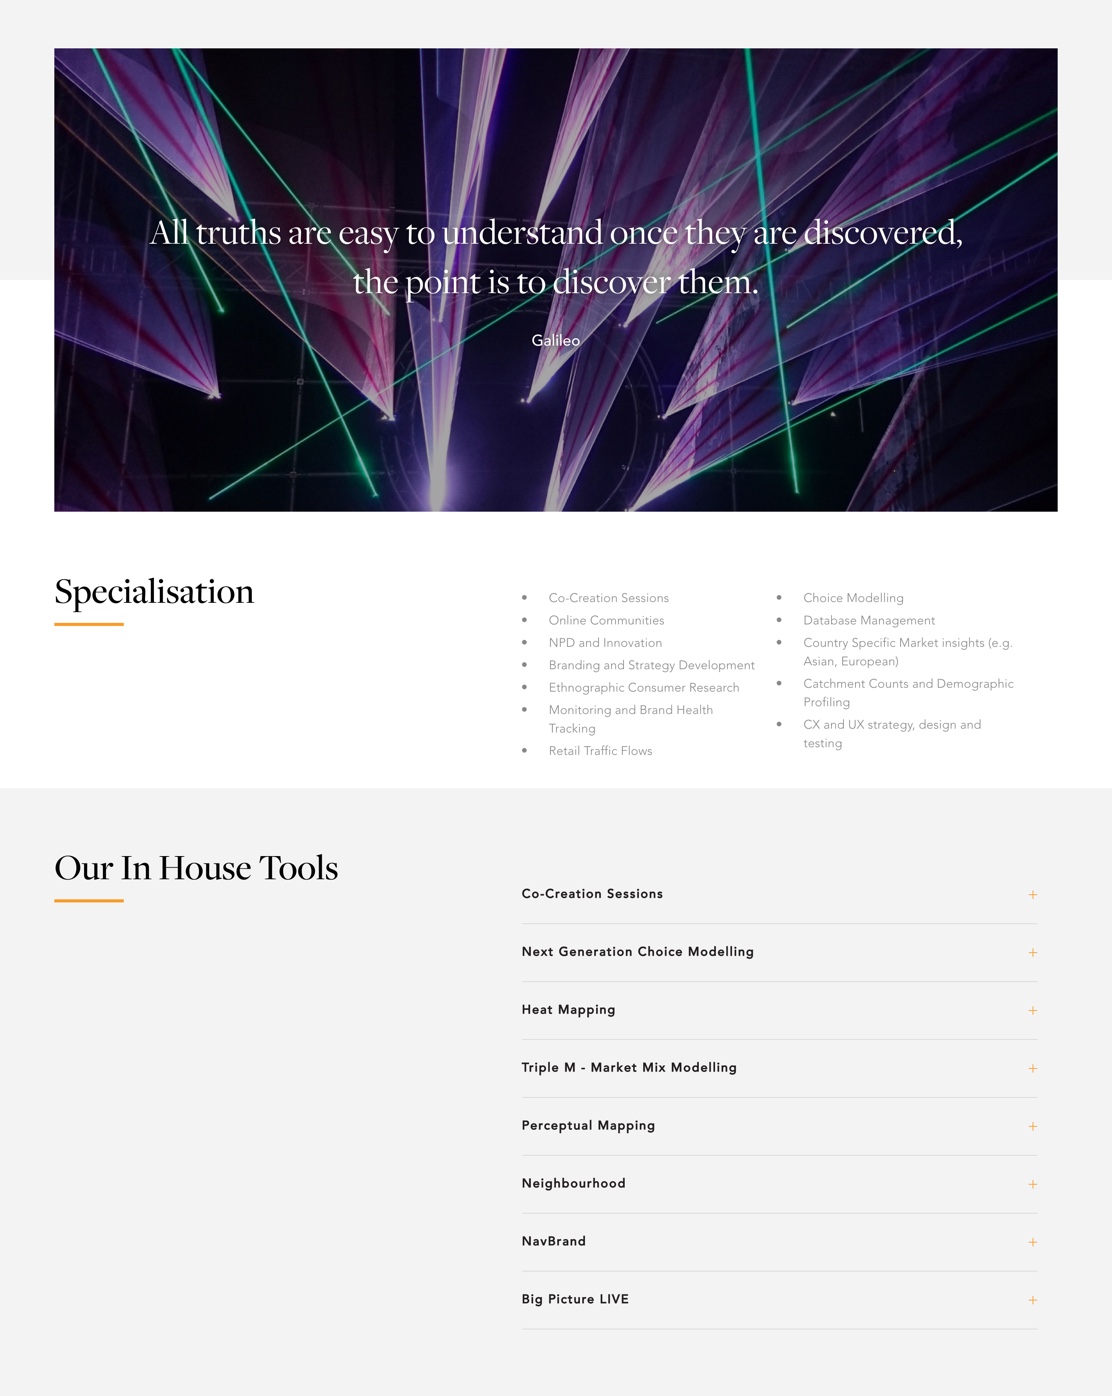 All truths are easy to understand once they are discovered,
the point is to discover them.
Galileo
Specialisation
Co-Creation Sessions
Online Communities
NPD and Innovation
Branding and Strategy Development
Ethnographic Consumer Research
Monitoring and Brand Health
Tracking
Retail Traffic Flows
Choice Modelling
Database Management
Country Specific Market insights (e.g.
Asian, European)
Catchment Counts and Demographic
Profiling
CX and UX strategy, design and
testing
Our In House Tools
Co-Creation Sessions
Next Generation Choice Modelling
Heat Mapping
Triple M - Market Mix Modelling
Perceptual Mapping
Neighbourhood
NavBrand
Big Picture LIVE